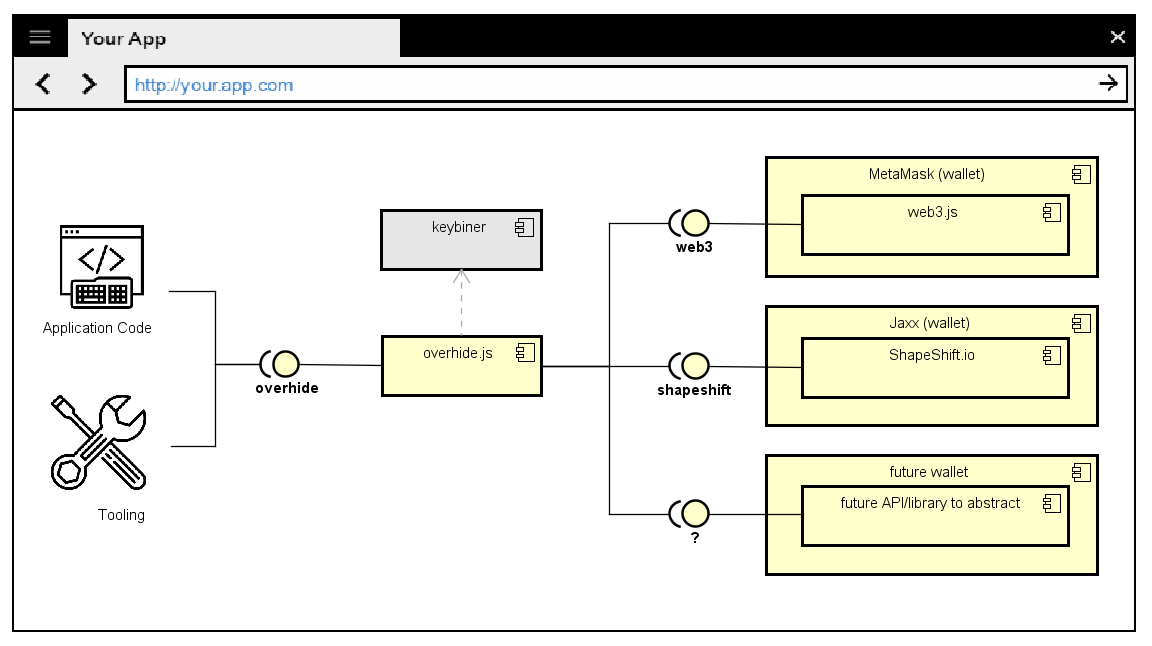 Your App
http://your.app.com
MetaMask (wallet)
web3.js
keybiner
web3
Application Code
overhide.js
overhide
Jaxx (wallet)
ShapeShift.io
shapeshift
Tooling
future wallet
future API/library to abstract
?